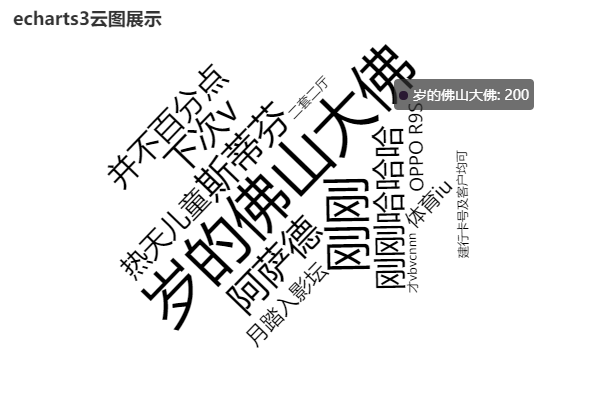 echarts3云图展示
岁的佛山大佛: 200
并不百分点
下次v
二套二厅
热天儿童斯蒂芬
岁的佛山大佛
OPPO R9S
刚刚
刚刚哈哈哈哈
体育iu
建行卡号及客户均可
阿萨德
才vbvcnnn
月踏入影坛